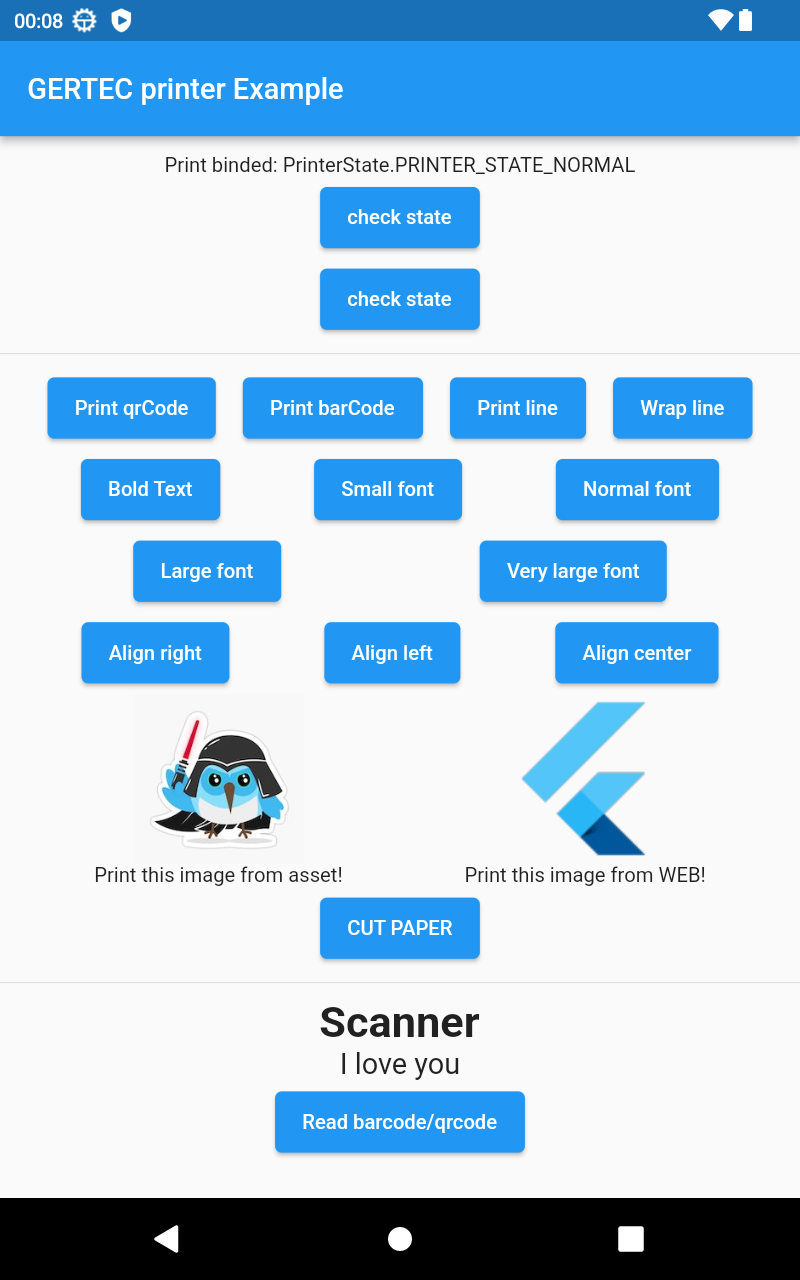 00:08
GERTEC printer Example
Print binded: PrinterState.PRINTER_STATE_NORMAL
check state
check state
Print qrCode Print barCode Print line Wrap line
Bold Text Small font Normal font
Large font Very large font
Align right Align left Align center
Print this image from asset! Print this image from WEB!
CUT PAPER
Scanner
I love you
Read barcode/qrcode